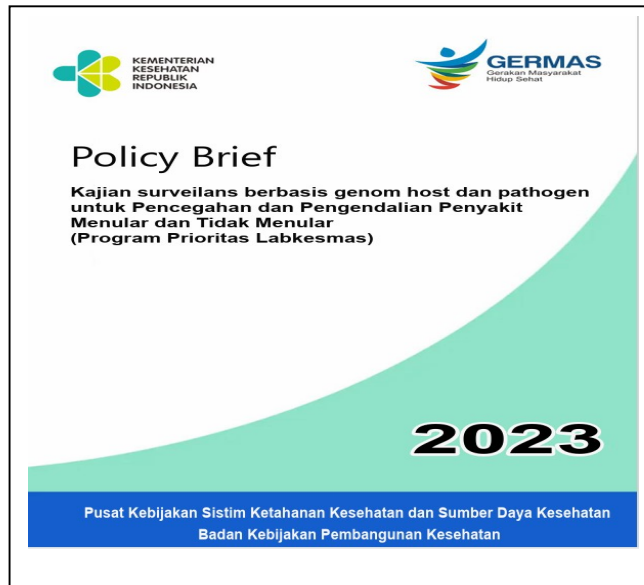 KEMENTERIAN
KESEHATAN
REPUBLIK
INDONESIA
GERMAS
Gerakan Masyarakat
Hidup Sehat
Policy Brief
Kajian surveilans berbasis genom host dan pathogen
untuk Pencegahan dan Pengendalian Penyakit
Menular dan Tidak Menular
(Program Prioritas Labkesmas)
2023
Pusat Kebijakan Sistim Ketahanan Kesehatan dan Sumber Daya Kesehatan
Badan Kebijakan Pembangunan Kesehatan